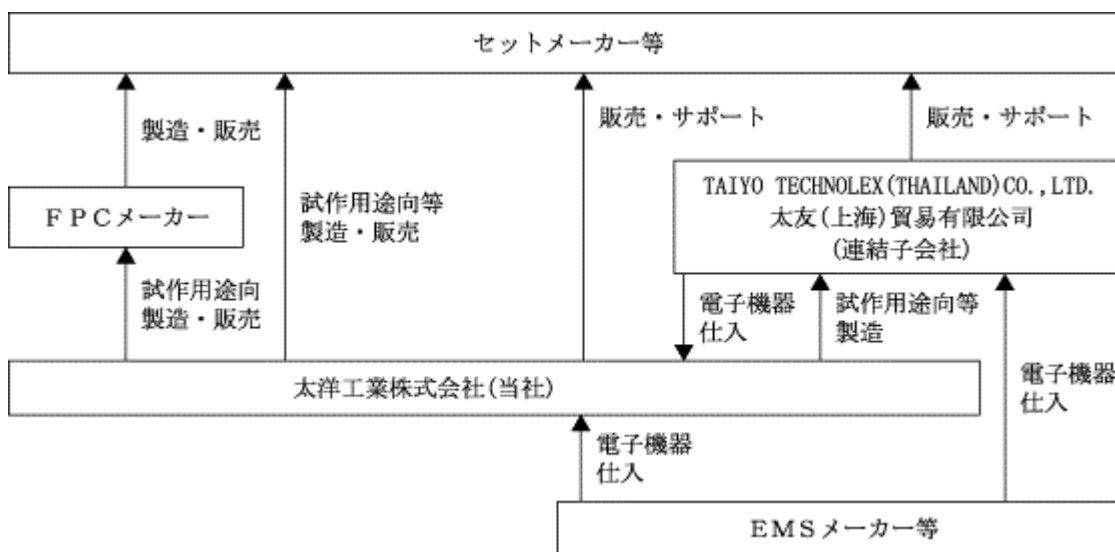 セットメーカー等
製造・販売
販売・サポート
販売・サポート
試作用途向等
製造・販売
ＦＰＣメーカー
TAIYO TECHNOLEX(THAILAND)CO.,LTD.
太友(上海)貿易有限公司
(連結子会社)
試作用途向
製造・販売
電子機器
仕入
試作用途向等
製造
電子機器
仕入
太洋工業株式会社(当社)
電子機器
仕入
ＥＭＳメーカー等